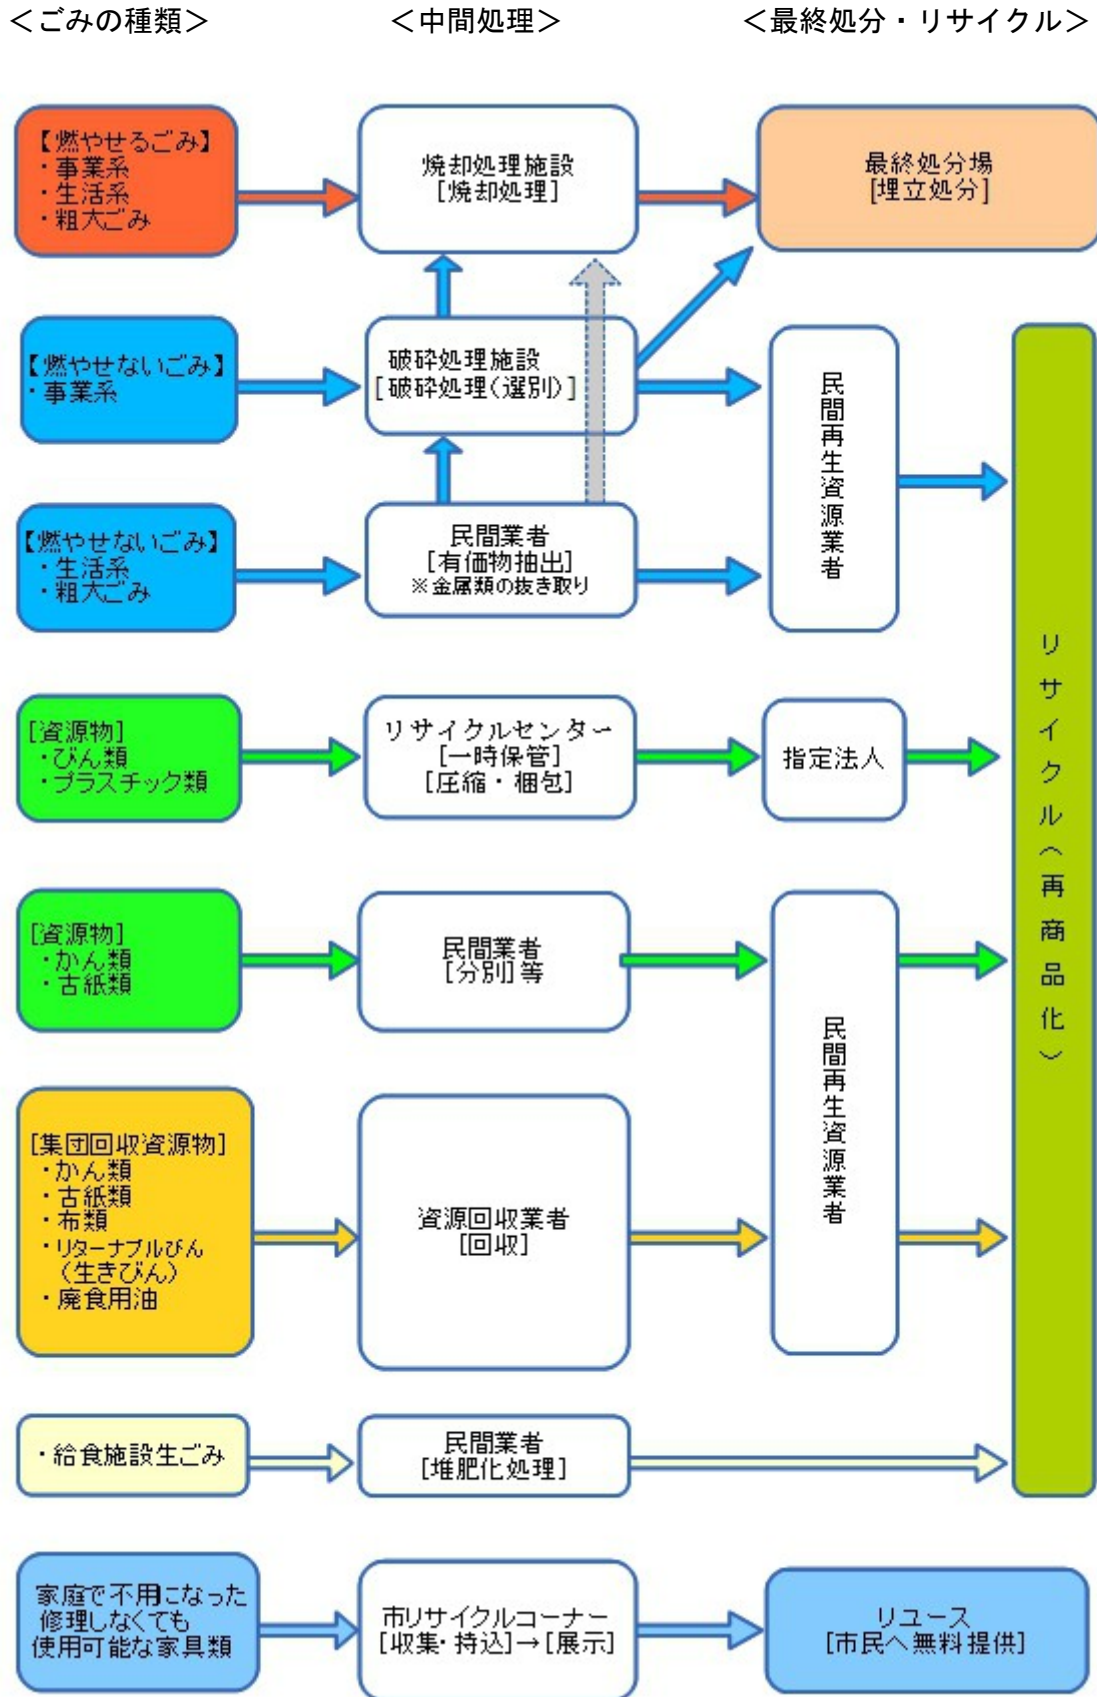 ＜ごみの種類＞
＜中間処理＞
＜最終処分・リサイクル＞
【燃やせるごみ】
・事業系
・生活系
・粗大ごみ
焼却処理施設
[焼却処理]
最終処分場
[埋立処分]
【燃やせないごみ】
・事業系
破砕処理施設
[破砕処理(選別)]
民間再生資源業者
【燃やせないごみ】
・生活系
・粗大ごみ
民間業者
[有価物抽出]
※金属類の抜き取り
リサイクル（再商品化）
[資源物]
・びん類
・プラスチック類
リサイクルセンター
[一時保管]
[圧縮・梱包]
指定法人
[資源物]
・かん類
・古紙類
民間業者
[分別]等
民間再生資源業者
[集団回収資源物]
・かん類
・古紙類
・布類
・リターナブルびん
（生きびん）
・廃食用油
資源回収業者
[回収]
・給食施設生ごみ
民間業者
[堆肥化処理]
家庭で不用になった
修理しなくても
使用可能な家具類
市リサイクルコーナー
[収集・持込]→[展示]
リユース
[市民へ無料提供]